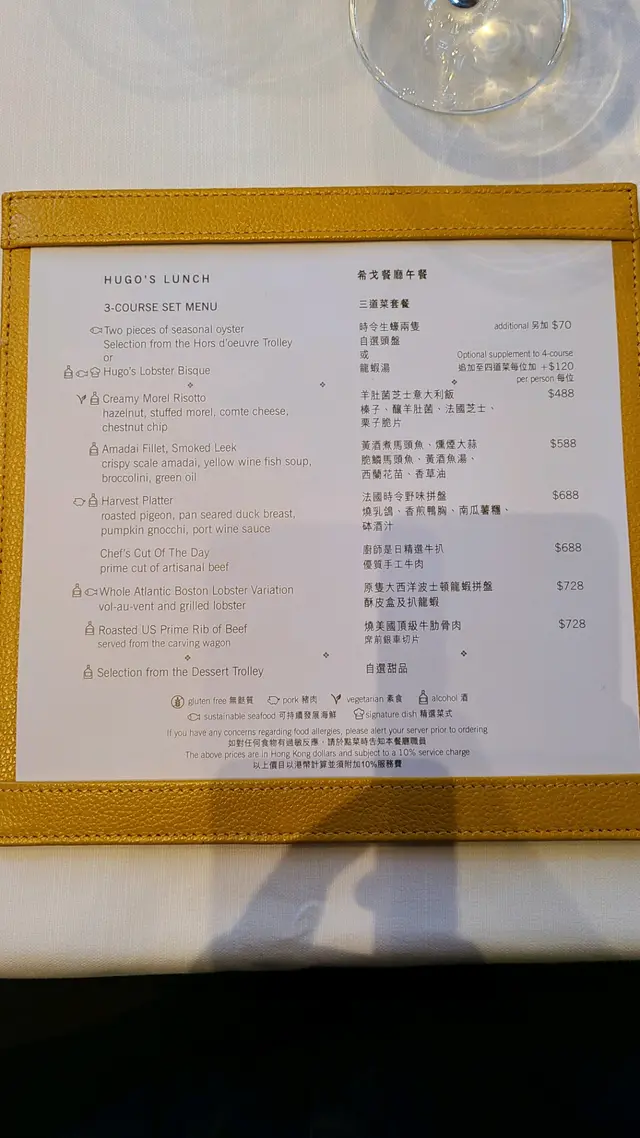 HUGO'S LUNCH
希戈餐廳午餐
3-COURSE SET MENU
三道菜套餐
Two pieces of seasonal oyster
時令生蠔兩隻
additional 另加 $70
Selection from the Hors d'oeuvre Trolley
自選頭盤
or
或
Optional supplement to 4-course
Hugo's Lobster Bisque
龍蝦湯
追加至四道菜每位加 +$120
per person 每位
Creamy Morel Risotto
羊肚菌芝士意大利飯
$488
hazelnut, stuffed morel, comte cheese,
榛子、釀羊肚菌、法國芝士、
chestnut chip
栗子脆片
Amadai Fillet, Smoked Leek
黃酒煮馬頭魚、燻煙大蒜
$588
crispy scale amadai, yellow wine fish soup,
脆鱗馬頭魚、黃酒魚湯、
broccolini, green oil
西蘭花苗、香草油
Harvest Platter
法國時令野味拼盤
$688
roasted pigeon, pan seared duck breast,
燒乳鴿、香煎鴨胸、南瓜薯糰、
pumpkin gnocchi, port wine sauce
砵酒汁
Chef's Cut Of The Day
廚師是日精選牛扒
$688
prime cut of artisanal beef
優質手工牛肉
Whole Atlantic Boston Lobster Variation
原隻大西洋波士頓龍蝦拼盤
$728
vol-au-vent and grilled lobster
酥皮盒及扒龍蝦
Roasted US Prime Rib of Beef
燒美國頂級牛肋骨肉
$728
served from the carving wagon
席前銀車切片
Selection from the Dessert Trolley
自選甜品
gluten free 無麩質 pork 豬肉 vegetarian 素食 alcohol 酒
sustainable seafood 可持續發展海鮮 signature dish 精選菜式
If you have any concerns regarding food allergies, please alert your server prior to ordering
如對任何食物有過敏反應，請於點菜時告知本餐廳職員
The above prices are in Hong Kong dollars and subject to a 10% service charge
以上價目以港幣計算並須附加10%服務費